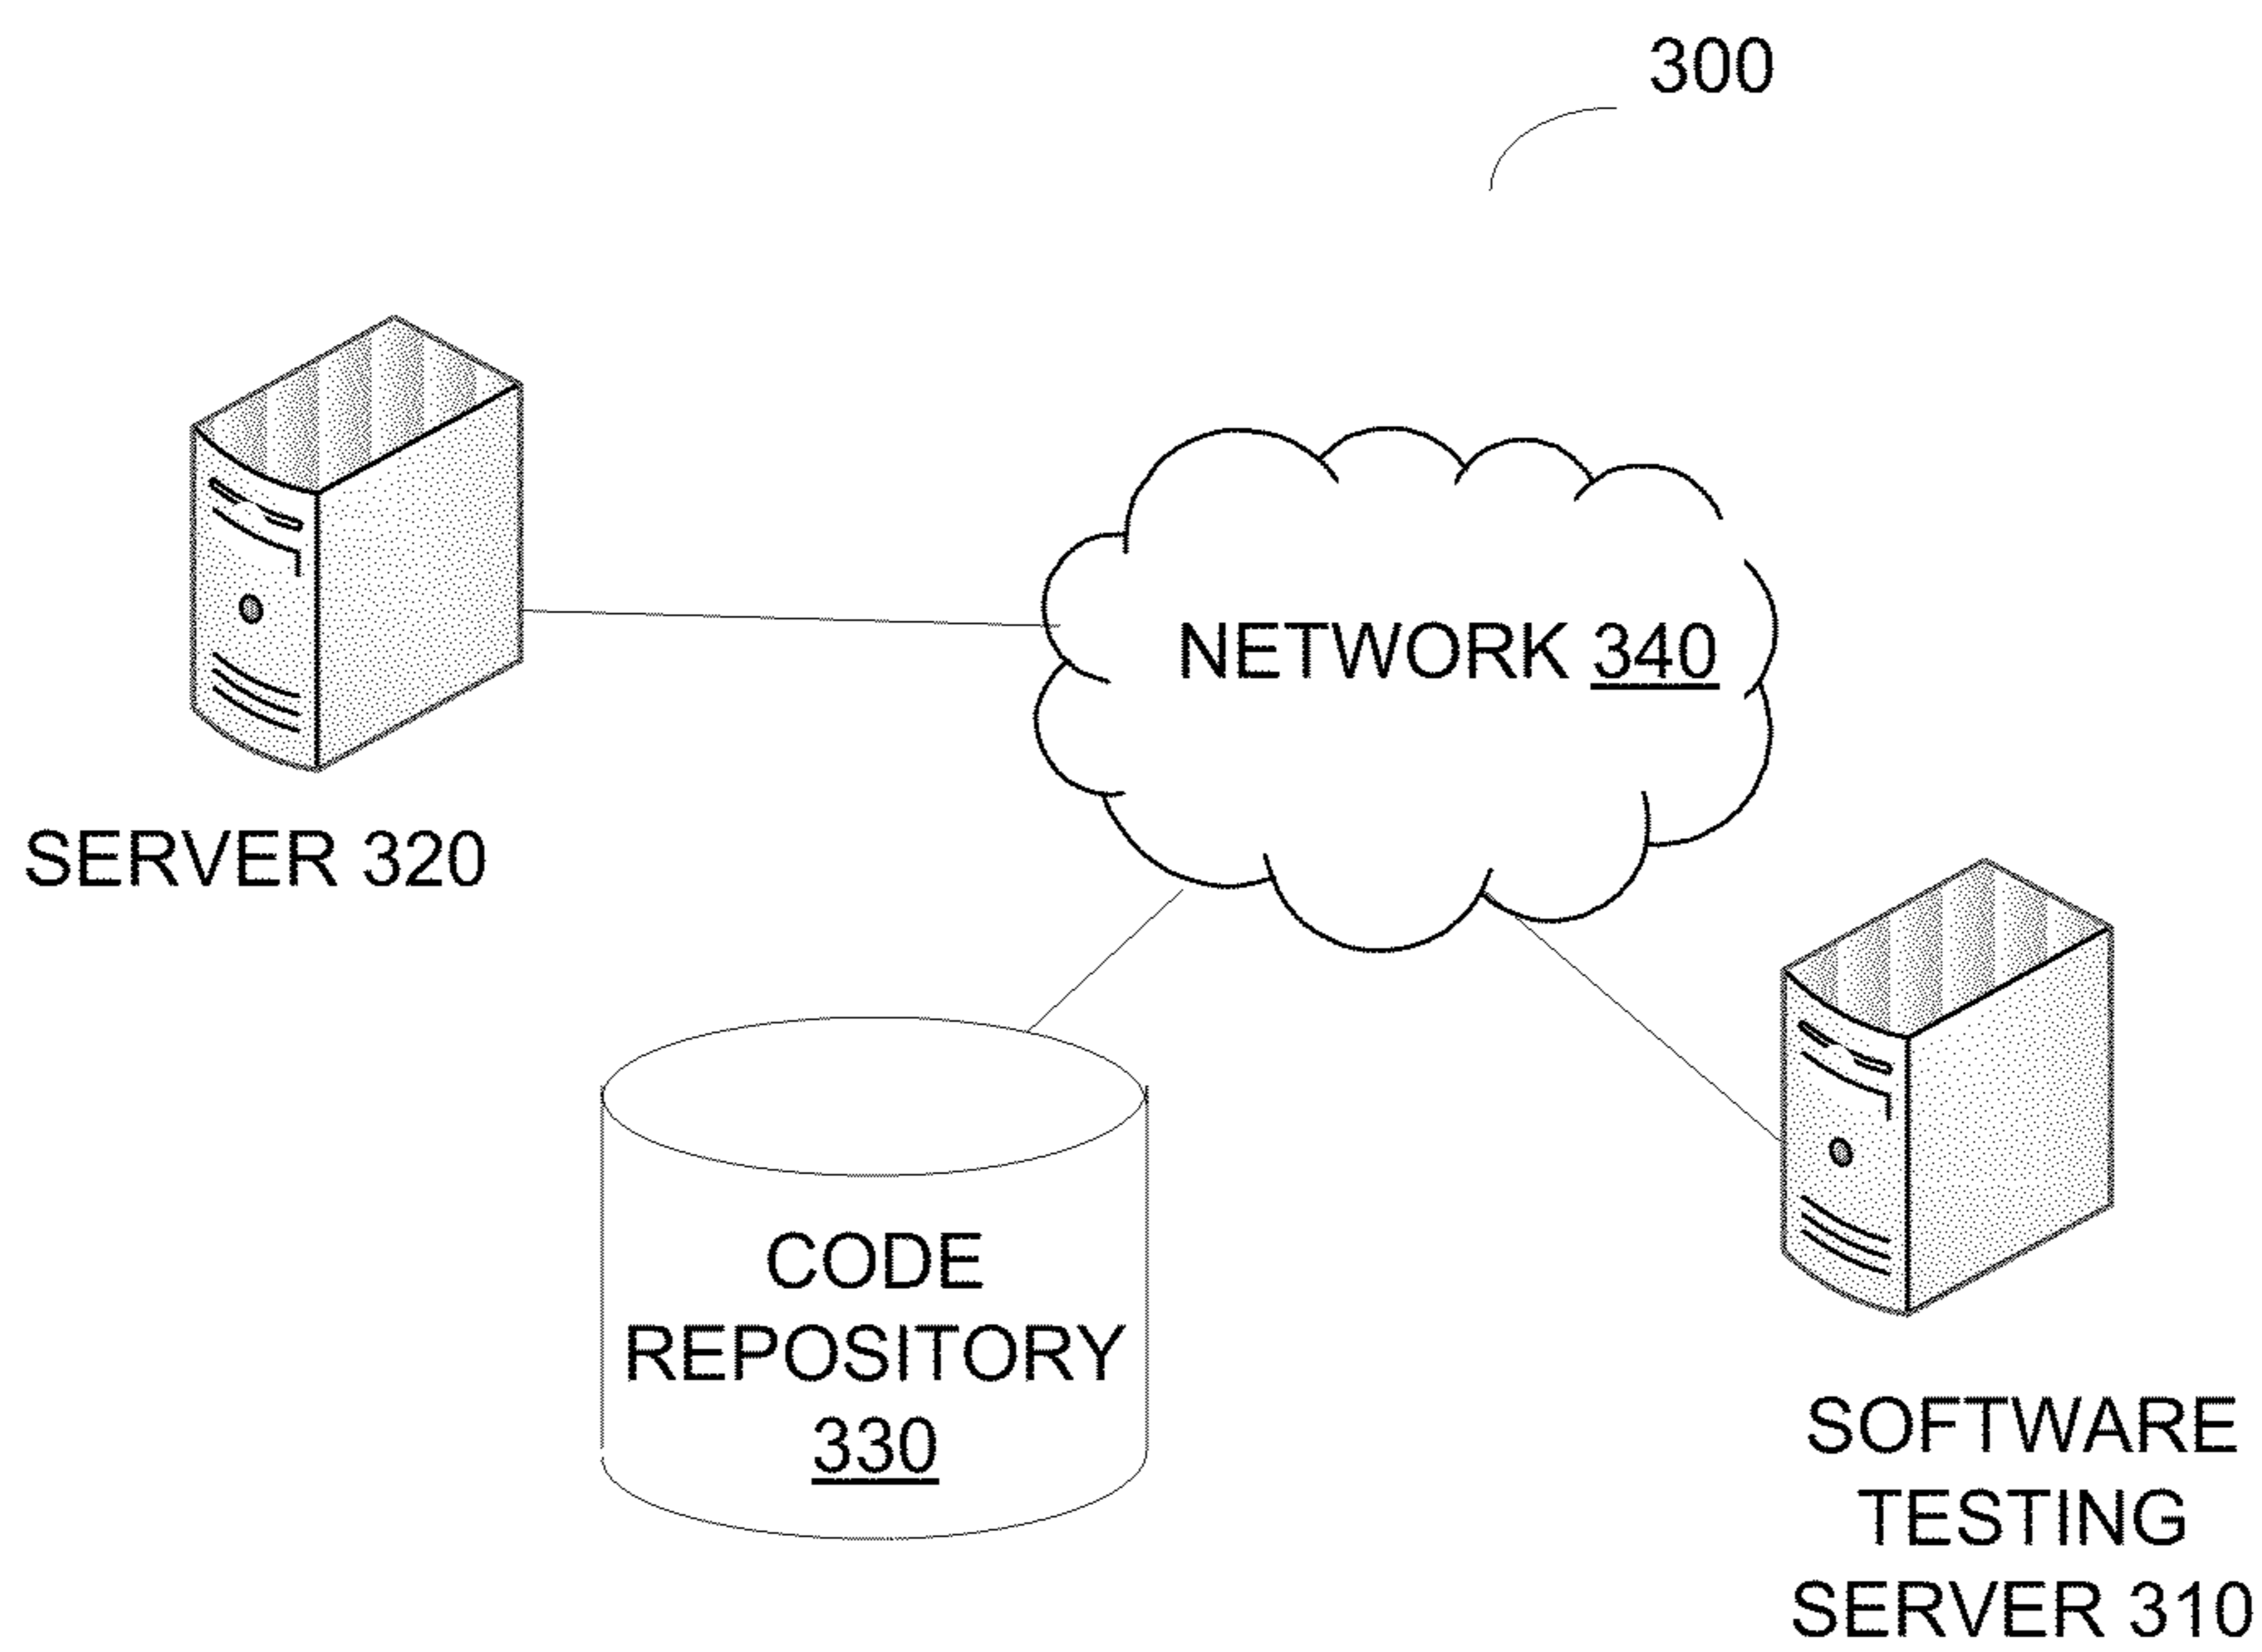 300
NETWORK 340
SERVER 320
CODE
REPOSITORY
330
SOFTWARE
TESTING
SERVER 310